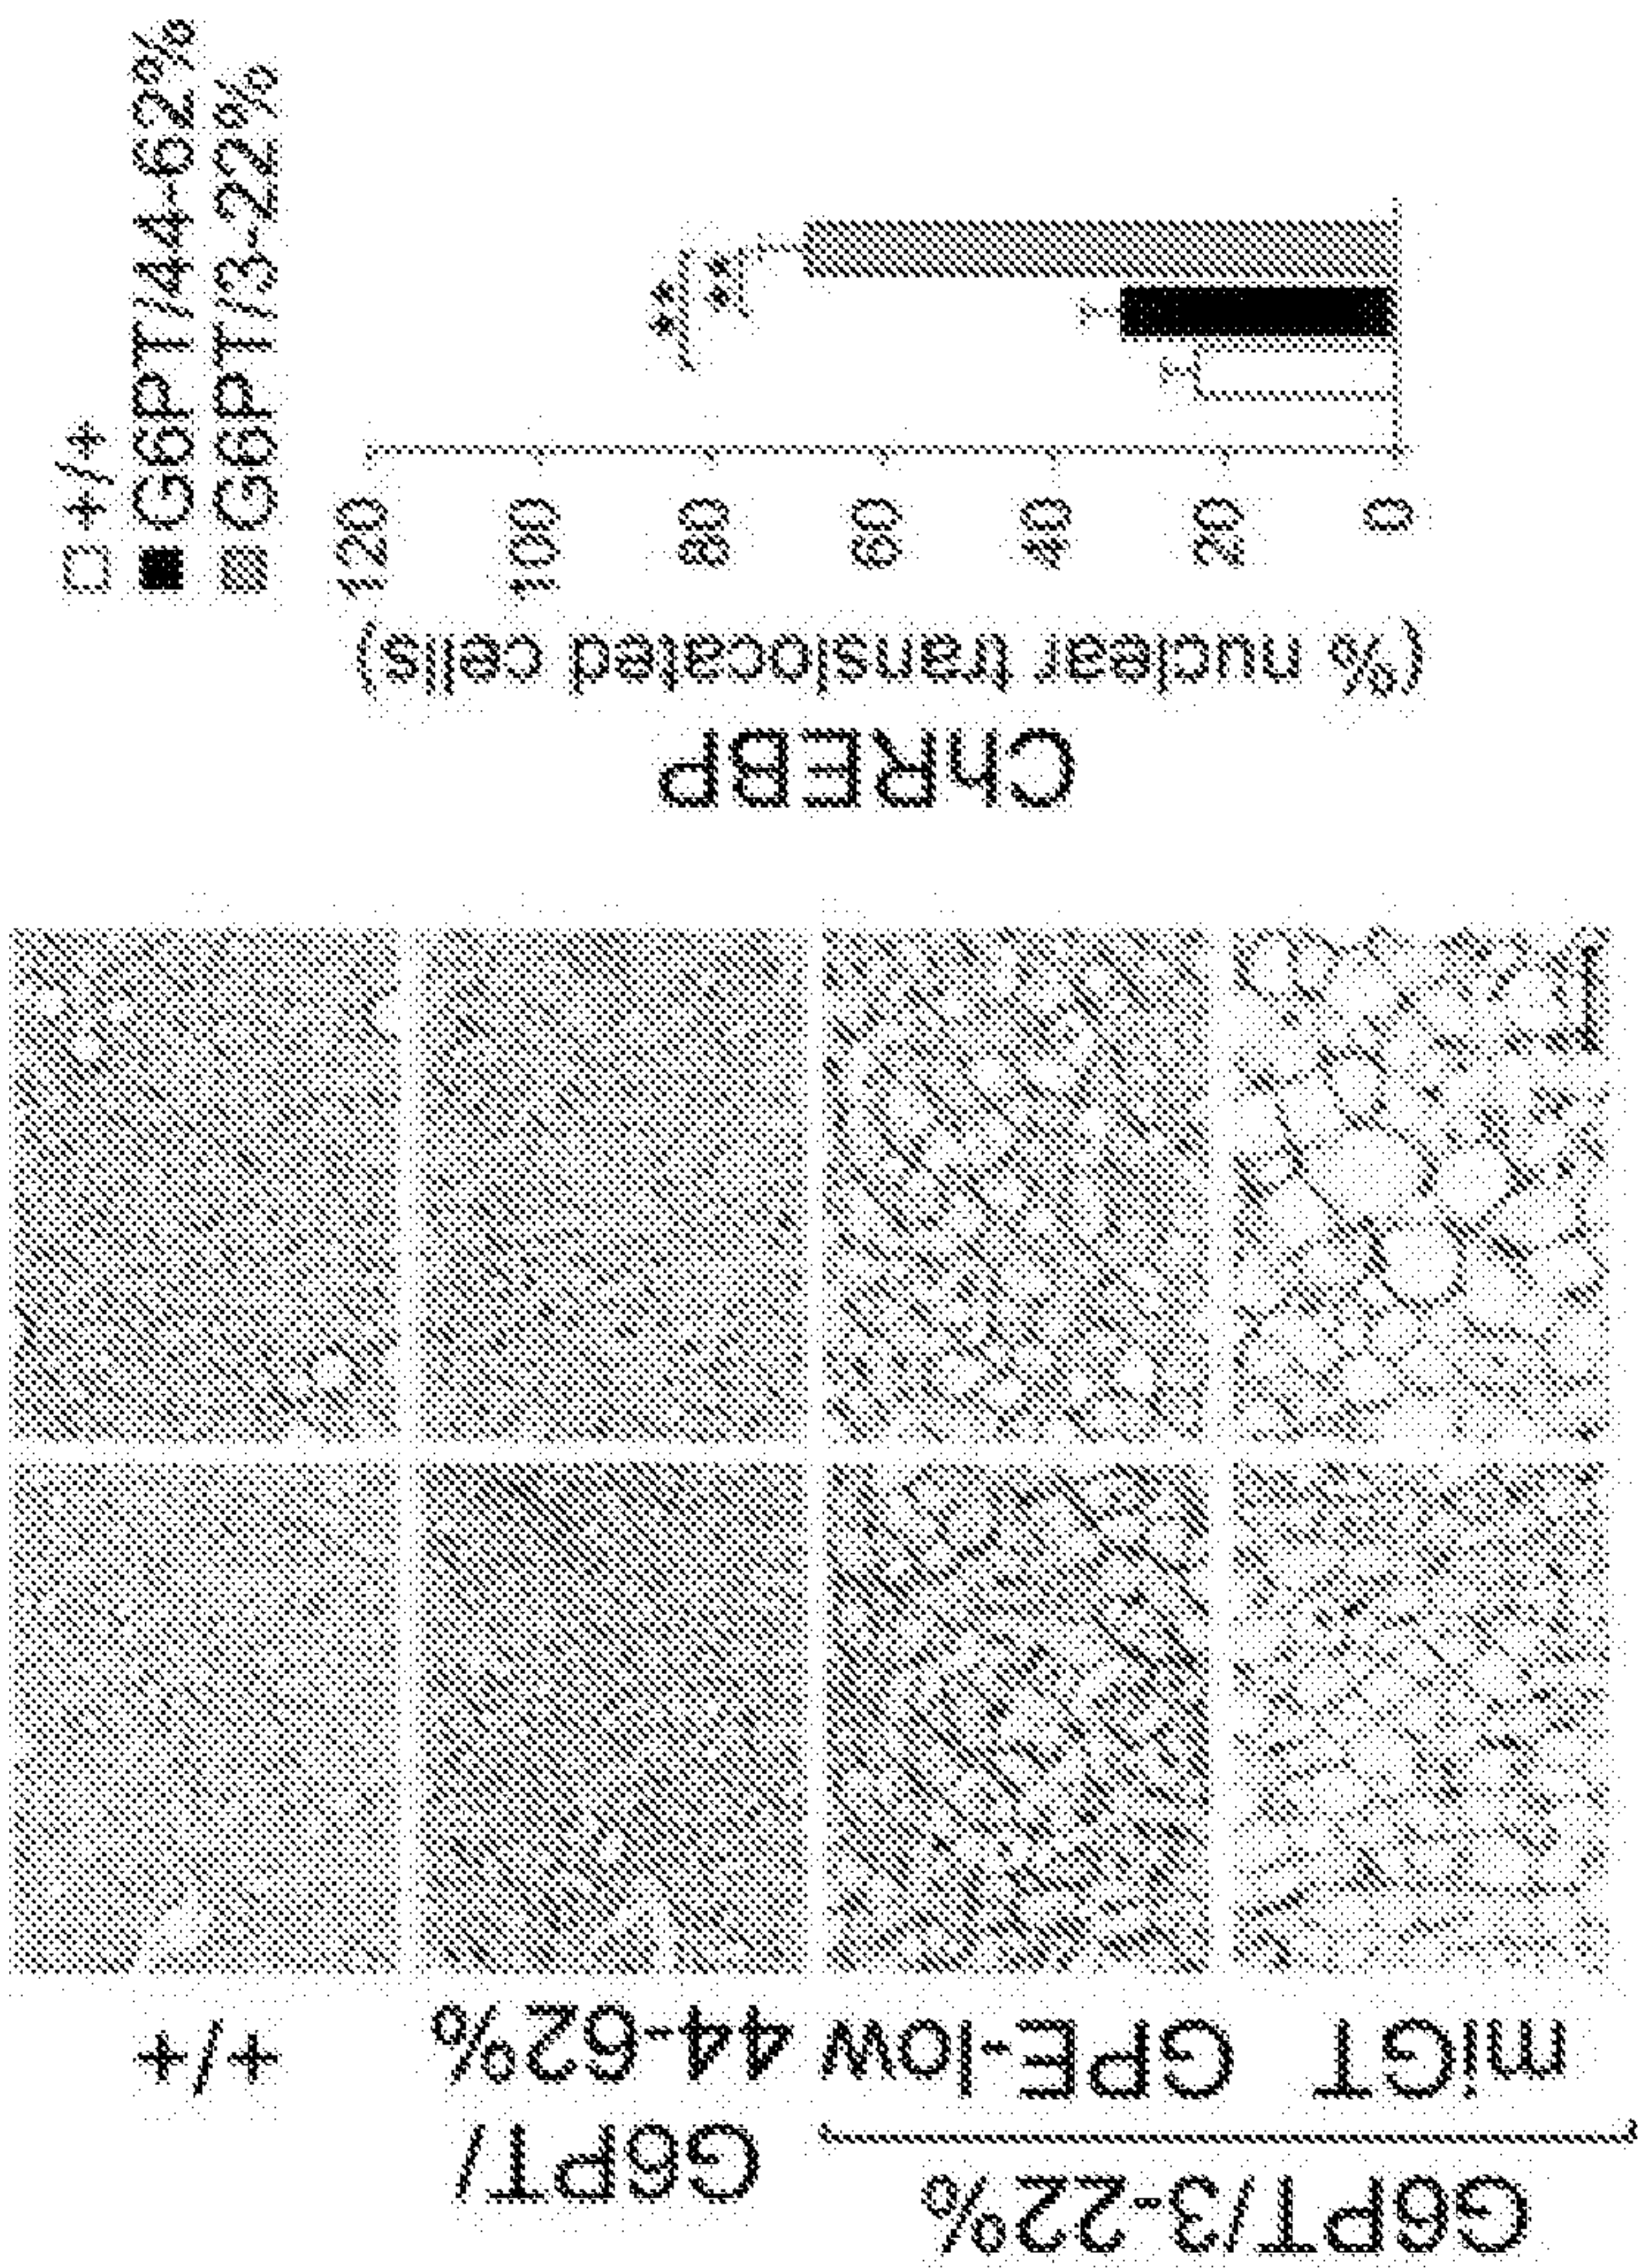 +/+
G6PT/44-62%
G6PT/3-22%
120
100
80
60
40
20
0
**
**
ChREBP
(% nuclear translocated cells)
+/+
G6PT/
44-62%
G6PT/3-22%
GPE-low
miGT